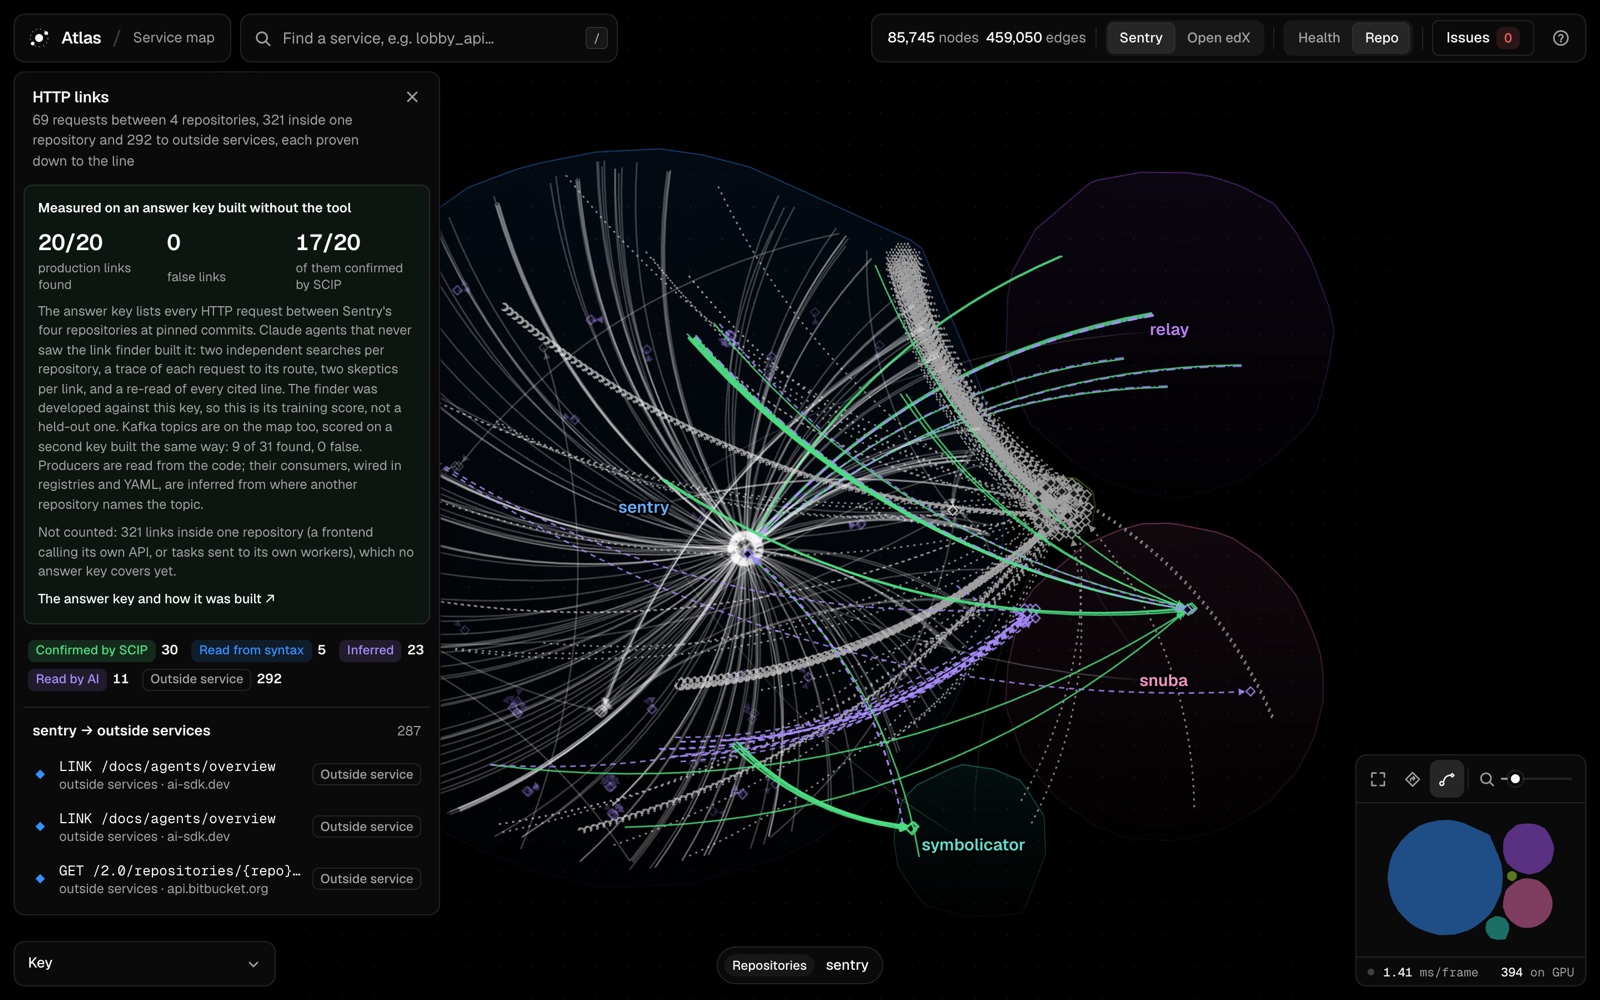 Atlas / Service map
Find a service, e.g. lobby_api... /
85,745 nodes 459,050 edges
Sentry Open edX
Health Repo
Issues 0
HTTP links
69 requests between 4 repositories, 321 inside one
repository and 292 to outside services, each proven
down to the line
Measured on an answer key built without the tool
20/20 0 17/20
production links
found
false links
of them confirmed
by SCIP
The answer key lists every HTTP request between Sentry's
four repositories at pinned commits. Claude agents that never
saw the link finder built it: two independent searches per
repository, a trace of each request to its route, two skeptics
per link, and a re-read of every cited line. The finder was
developed against this key, so this is its training score, not a
held-out one. Kafka topics are on the map too, scored on a
second key built the same way: 9 of 31 found, 0 false.
Producers are read from the code; their consumers, wired in
registries and YAML, are inferred from where another
repository names the topic.
Not counted: 321 links inside one repository (a frontend
calling its own API, or tasks sent to its own workers), which no
answer key covers yet.
The answer key and how it was built ↗
Confirmed by SCIP 30 Read from syntax 5 Inferred 23
Read by AI 11 Outside service 292
sentry → outside services 287
LINK /docs/agents/overview
outside services · ai-sdk.dev
Outside service
LINK /docs/agents/overview
outside services · ai-sdk.dev
Outside service
GET /2.0/repositories/{repo}…
outside services · api.bitbucket.org
Outside service
Key
relay
sentry
snuba
symbolicator
Repositories sentry
1.41 ms/frame 394 on GPU